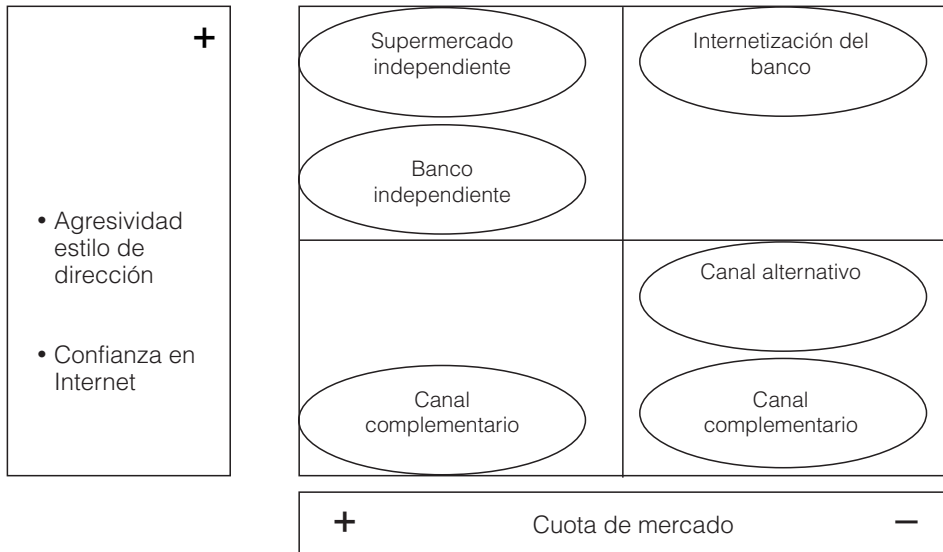 +
• Agresividad
estilo de
dirección
• Confianza en
Internet
Supermercado
independiente
Internetización del
banco
Banco
independiente
Canal alternativo
Canal
complementario
Canal
complementario
+ Cuota de mercado −